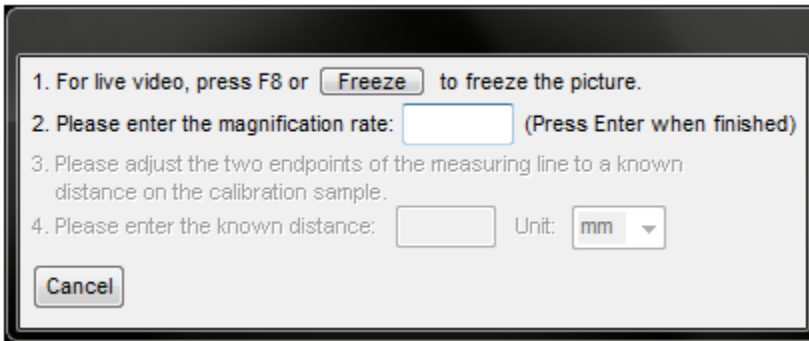 1. For live video, press F8 or Freeze to freeze the picture.
2. Please enter the magnification rate: (Press Enter when finished)
3. Please adjust the two endpoints of the measuring line to a known
distance on the calibration sample.
4. Please enter the known distance: Unit: mm
Cancel